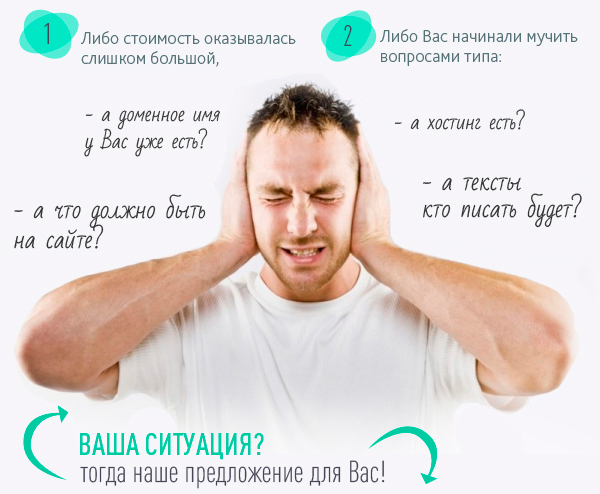 1
Либо стоимость оказывалась
слишком большой,
2
Либо Вас начинали мучить
вопросами типа:
- а доменное имя
у Вас уже есть?
- а хостинг есть?
- а что должно быть
на сайте?
- а тексты
кто писать будет?
ВАША СИТУАЦИЯ?
тогда наше предложение для Вас!